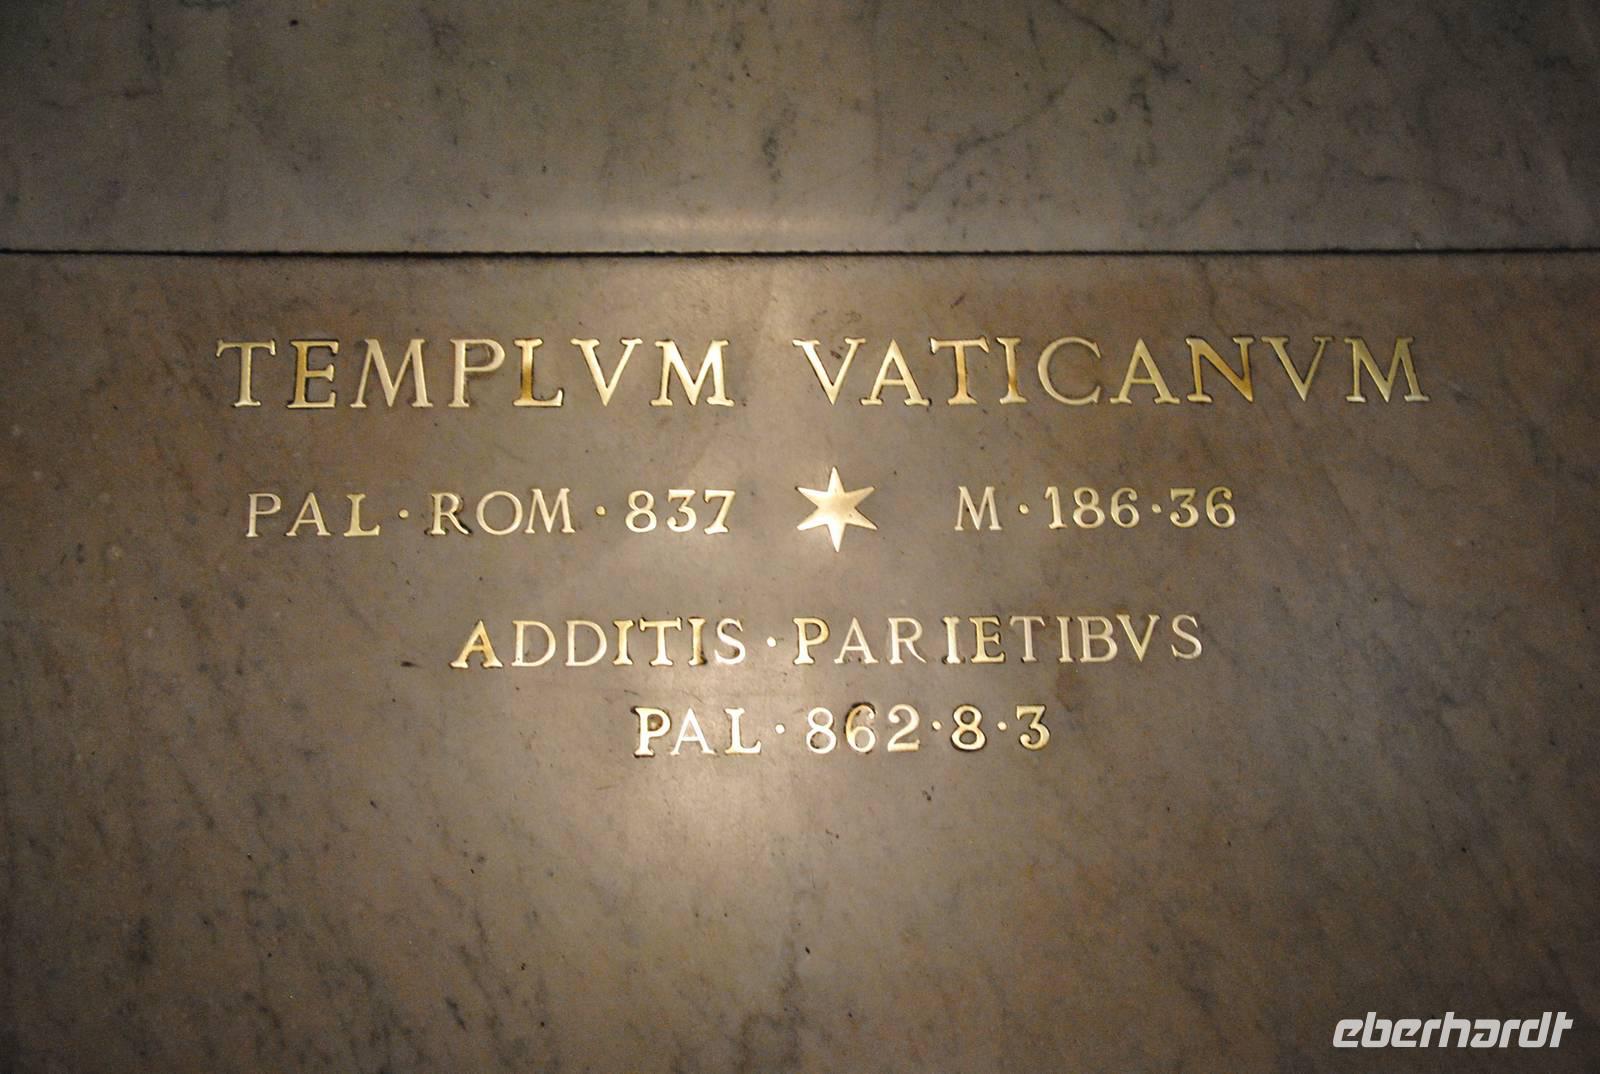 TEMPLVM VATICANVM
PAL·ROM·837 M·186·36
ADDITIS·PARIETIBVS
PAL·862·8·3
eberhardt